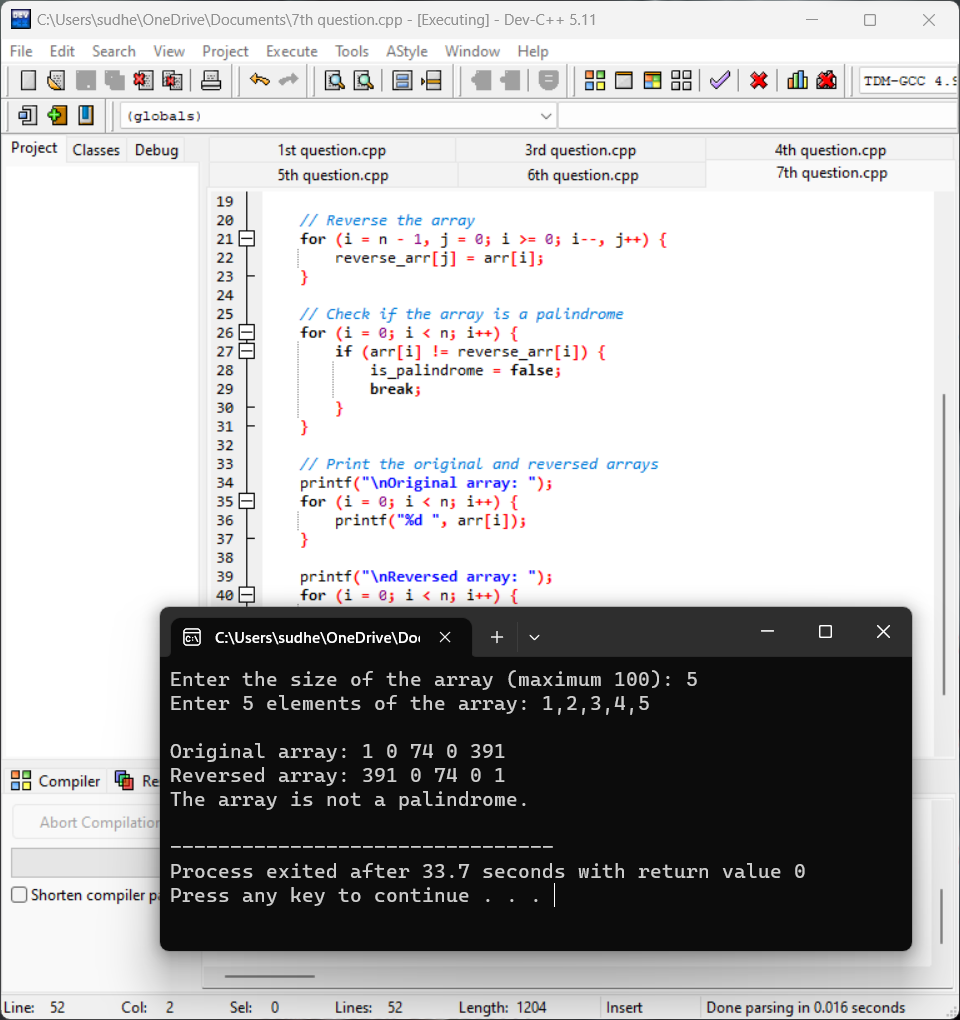 C:\Users\sudhe\OneDrive\Documents\7th question.cpp - [Executing] - Dev-C++ 5.11
File Edit Search View Project Execute Tools AStyle Window Help
TDM-GCC 4.9
(globals)
Project Classes Debug
1st question.cpp 3rd question.cpp 4th question.cpp
5th question.cpp 6th question.cpp 7th question.cpp
19
20 // Reverse the array
21 for (i = n - 1, j = 0; i >= 0; i--, j++) {
22 reverse_arr[j] = arr[i];
23 }
24
25 // Check if the array is a palindrome
26 for (i = 0; i < n; i++) {
27 if (arr[i] != reverse_arr[i]) {
28 is_palindrome = false;
29 break;
30 }
31 }
32
33 // Print the original and reversed arrays
34 printf("\nOriginal array: ");
35 for (i = 0; i < n; i++) {
36 printf("%d ", arr[i]);
37 }
38
39 printf("\nReversed array: ");
40 for (i = 0; i < n; i++) {
C:\Users\sudhe\OneDrive\Doc
Enter the size of the array (maximum 100): 5
Enter 5 elements of the array: 1,2,3,4,5
Original array: 1 0 74 0 391
Reversed array: 391 0 74 0 1
The array is not a palindrome.
--------------------------------
Process exited after 33.7 seconds with return value 0
Press any key to continue . . .
Compiler Re
Abort Compilation
Shorten compiler pa
Line: 52 Col: 2 Sel: 0 Lines: 52 Length: 1204 Insert Done parsing in 0.016 seconds